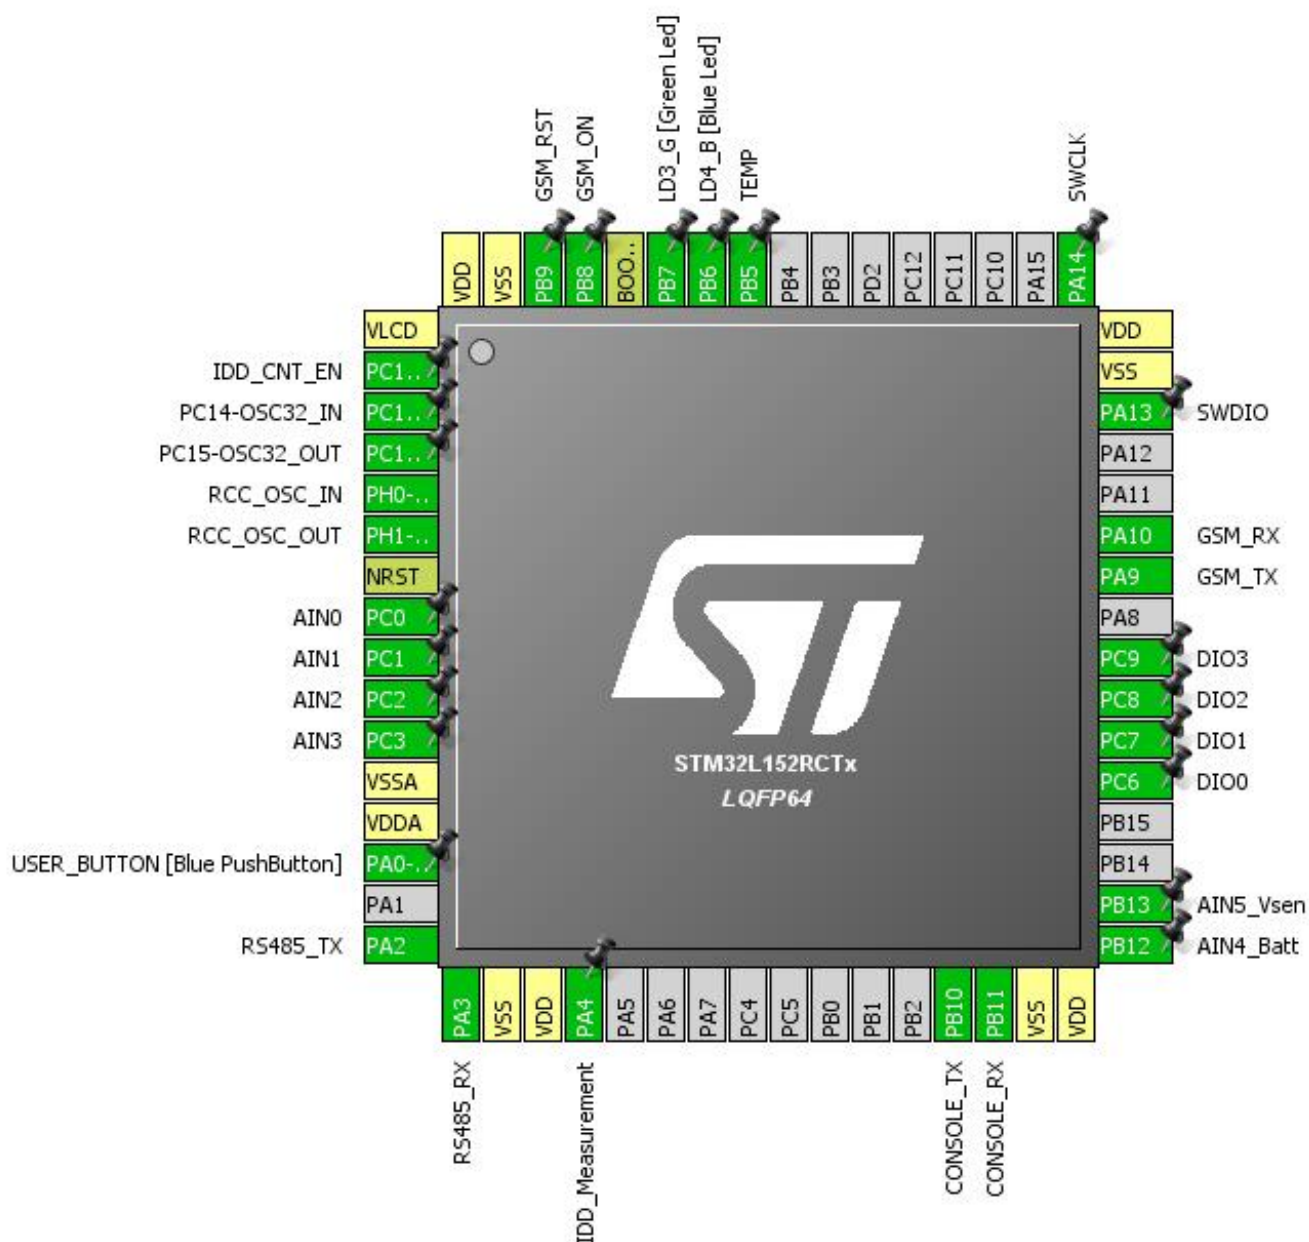 GSM_RST
GSM_ON
LD3_G [Green Led]
LD4_B [Blue Led]
TEMP
SWCLK
VDD
VSS
PB9
PB8
BOO..
PB7
PB6
PB5
PB4
PB3
PD2
PC12
PC11
PC10
PA15
PA14
VLCD
IDD_CNT_EN PC1..
PC14-OSC32_IN PC1..
PC15-OSC32_OUT PC1..
RCC_OSC_IN PH0-..
RCC_OSC_OUT PH1-..
NRST
AIN0 PC0
AIN1 PC1
AIN2 PC2
AIN3 PC3
VSSA
VDDA
USER_BUTTON [Blue PushButton] PA0-..
PA1
RS485_TX PA2
ST
STM32L152RCTx
LQFP64
VDD
VSS
PA13 SWDIO
PA12
PA11
PA10 GSM_RX
PA9 GSM_TX
PA8
PC9 DIO3
PC8 DIO2
PC7 DIO1
PC6 DIO0
PB15
PB14
PB13 AIN5_Vsen
PB12 AIN4_Batt
PA3
VSS
VDD
PA4
PA5
PA6
PA7
PC4
PC5
PB0
PB1
PB2
PB10
PB11
VSS
VDD
RS485_RX
IDD_Measurement
CONSOLE_TX
CONSOLE_RX